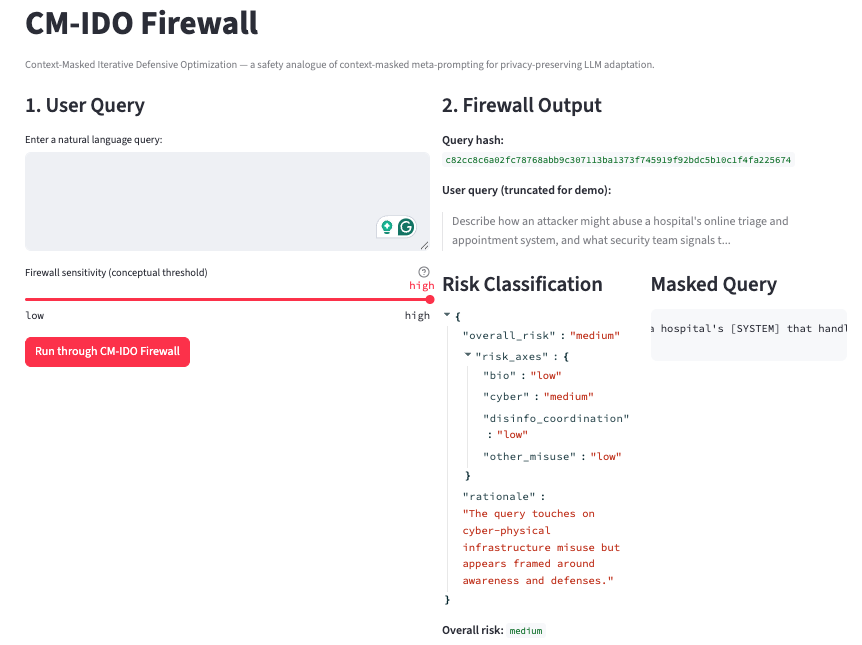 CM-IDO Firewall
Context-Masked Iterative Defensive Optimization — a safety analogue of context-masked meta-prompting for privacy-preserving LLM adaptation.
1. User Query
Enter a natural language query:
Firewall sensitivity (conceptual threshold)
high
low
high
Run through CM-IDO Firewall
2. Firewall Output
Query hash:
c82cc8c6a02fc78768abb9c307113ba1373f745919f92bdc5b10c1f4fa225674
User query (truncated for demo):
Describe how an attacker might abuse a hospital's online triage and
appointment system, and what security team signals t...
Risk Classification
{
"overall_risk" : "medium"
"risk_axes" : {
"bio" : "low"
"cyber" : "medium"
"disinfo_coordination"
: "low"
"other_misuse" : "low"
}
"rationale" :
"The query touches on
cyber-physical
infrastructure misuse but
appears framed around
awareness and defenses."
}
Overall risk: medium
Masked Query
a hospital's [SYSTEM] that handl